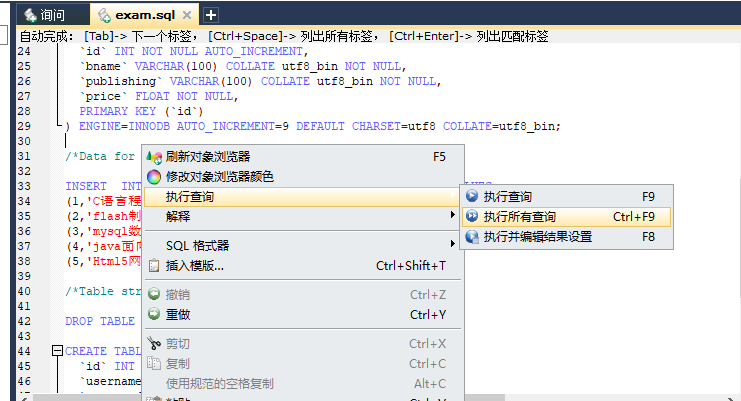 询问
exam.sql
自动完成: [Tab]-> 下一个标签, [Ctrl+Space]-> 列出所有标签, [Ctrl+Enter]-> 列出匹配标签
24 `id` INT NOT NULL AUTO_INCREMENT,
25 `bname` VARCHAR(100) COLLATE utf8_bin NOT NULL,
26 `publishing` VARCHAR(100) COLLATE utf8_bin NOT NULL,
27 `price` FLOAT NOT NULL,
28 PRIMARY KEY (`id`)
29 ) ENGINE=INNODB AUTO_INCREMENT=9 DEFAULT CHARSET=utf8 COLLATE=utf8_bin;
30
31 /*Data for
32
33 INSERT INT
34 (1,'C语言程
35 (2,'flash制
36 (3,'mysql数
37 (4,'java面向
38 (5,'Html5网
39
40 /*Table str
41
42 DROP TABLE
43
44 CREATE TABL
45 `id` INT
46 `username
刷新对象浏览器 F5
修改对象浏览器颜色
执行查询
解释
SQL 格式器
插入模版... Ctrl+Shift+T
撤销 Ctrl+Z
重做 Ctrl+Y
剪切 Ctrl+X
复制 Ctrl+C
使用规范的空格复制 Alt+C
执行查询 F9
执行所有查询 Ctrl+F9
执行并编辑结果设置 F8